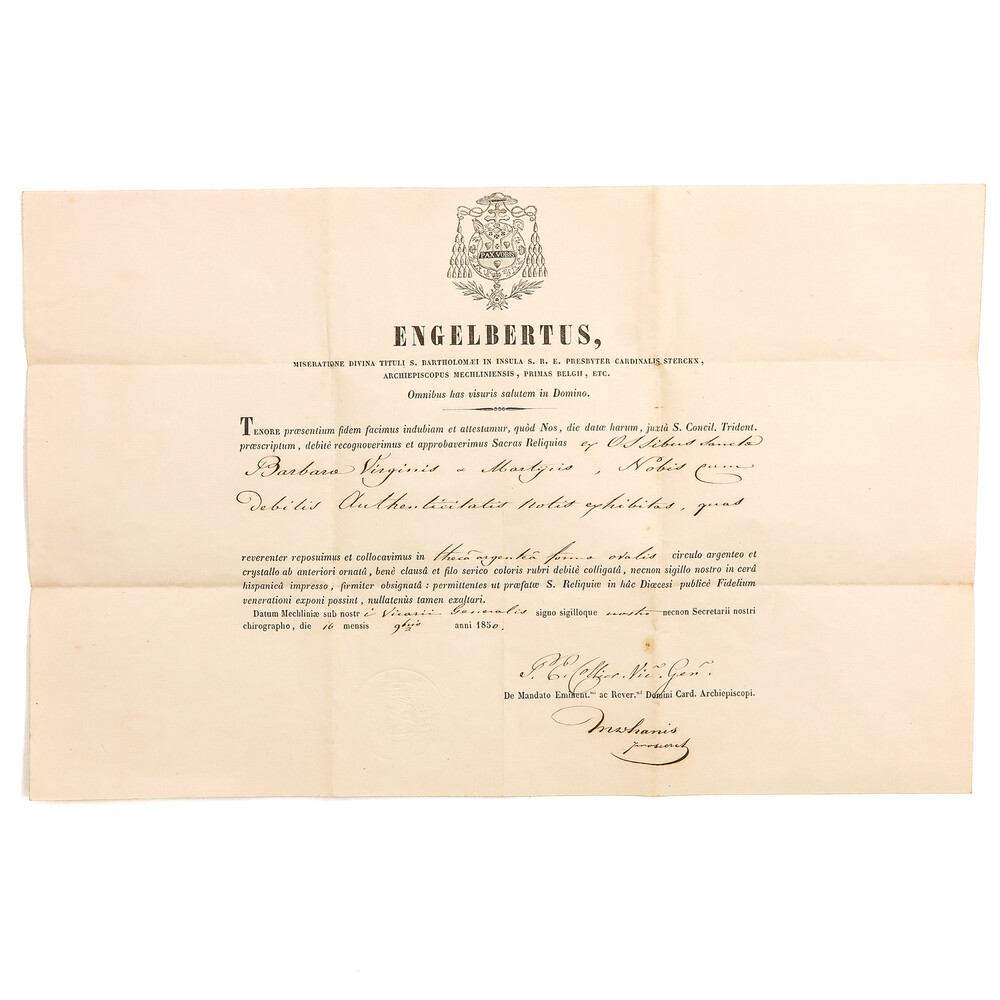 PAX VOBIS
ENGELBERTUS,
MISERATIONE DIVINA TITULI S. BARTHOLOMÆI IN INSULA S. R. E. PRESBYTER CARDINALIS STERCKX,
ARCHIEPISCOPUS MECHLINIENSIS, PRIMAS BELGII, ETC.
Omnibus has visuris salutem in Domino.
TENORE præsentium fidem facimus indubiam et attestamur, quòd Nos, die datæ harum, juxtà S. Concil. Trident.
præscriptum, debitè recognoverimus et approbaverimus Sacras Reliquias ex Ossibus Sanctæ
Barbaræ Virginis & Martyris, Nobis cum
debitis Authenticitatis notis exhibitas, quas
reverenter reposuimus et collocavimus in thecâ argenteâ formæ ovalis circulo argenteo et
crystallo ab anteriori ornatâ, benè clausâ et filo serico coloris rubri debitè colligatâ, necnon sigillo nostro in cerâ
hispanicâ impresso, firmiter obsignatâ: permittentes ut præfatæ S. Reliquiæ in hâc Diœcesi publicè Fidelium
venerationi exponi possint, nullatenùs tamen exaltari.
Datum Mechliniæ sub nostri Vicarii Generalis signo sigilloque nostro necnon Secretarii nostri
chirographo, die 16 mensis 9bris anni 1850.
Vic. Gen.
De Mandato Eminent.mi ac Rever.mi Domini Card. Archiepiscopi.
prosecret